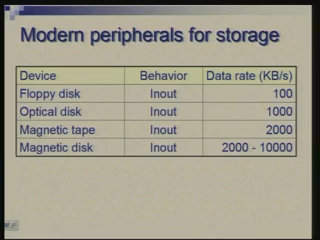 Modern peripherals for storage
Device Behavior Data rate (KB/s)
Floppy disk Inout 100
Optical disk Inout 1000
Magnetic tape Inout 2000
Magnetic disk Inout 2000 - 10000